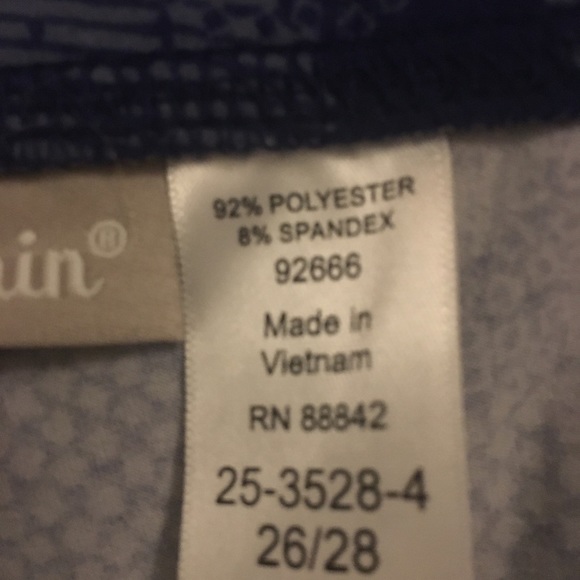 92% POLYESTER
8% SPANDEX
92666
Made in
Vietnam
RN 88842
25-3528-4
26/28